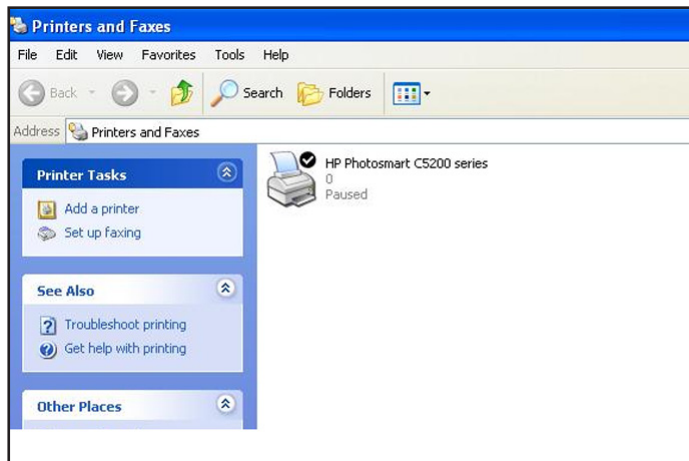 Printers and Faxes
File Edit View Favorites Tools Help
Back Search Folders
Address Printers and Faxes
Printer Tasks
Add a printer
Set up faxing
See Also
Troubleshoot printing
Get help with printing
Other Places
HP Photosmart C5200 series
0
Paused